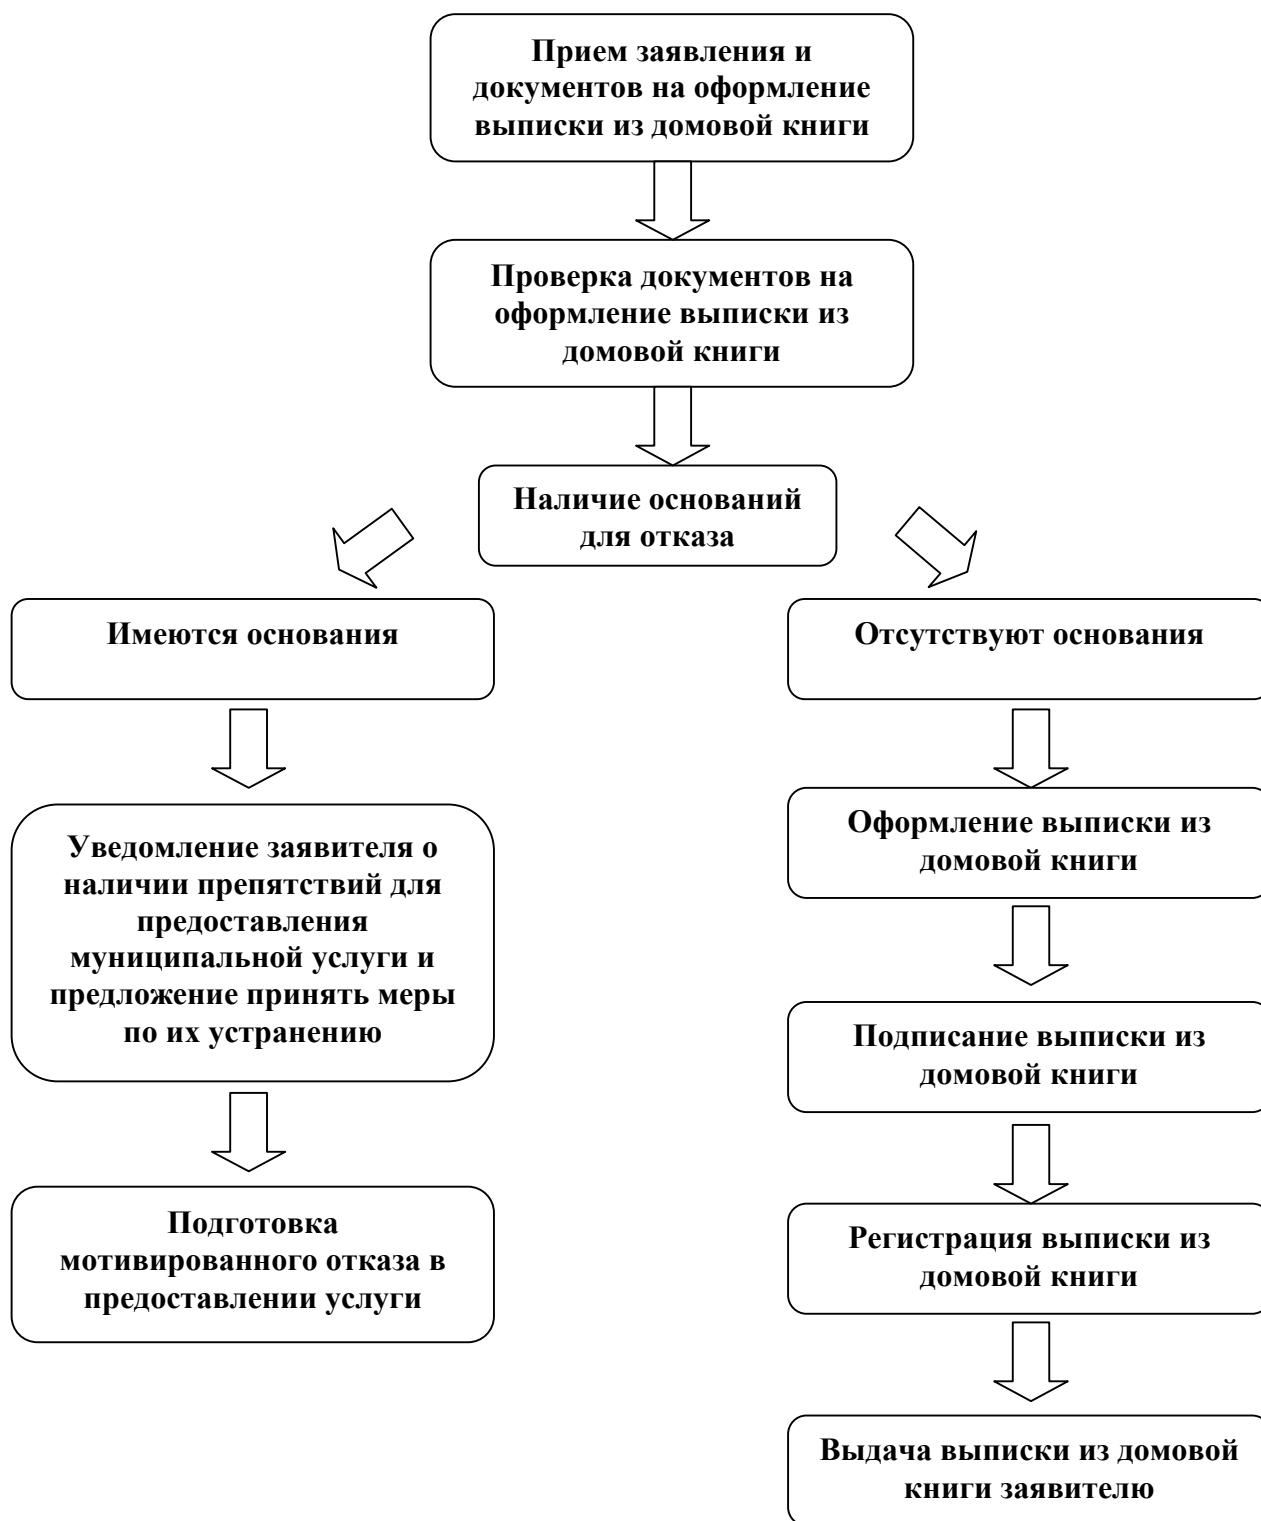 Прием заявления и
документов на оформление
выписки из домовой книги
Проверка документов на
оформление выписки из
домовой книги
Наличие оснований
для отказа
Имеются основания
Отсутствуют основания
Уведомление заявителя о
наличии препятствий для
предоставления
муниципальной услуги и
предложение принять меры
по их устранению
Подготовка
мотивированного отказа в
предоставлении услуги
Оформление выписки из
домовой книги
Подписание выписки из
домовой книги
Регистрация выписки из
домовой книги
Выдача выписки из домовой
книги заявителю